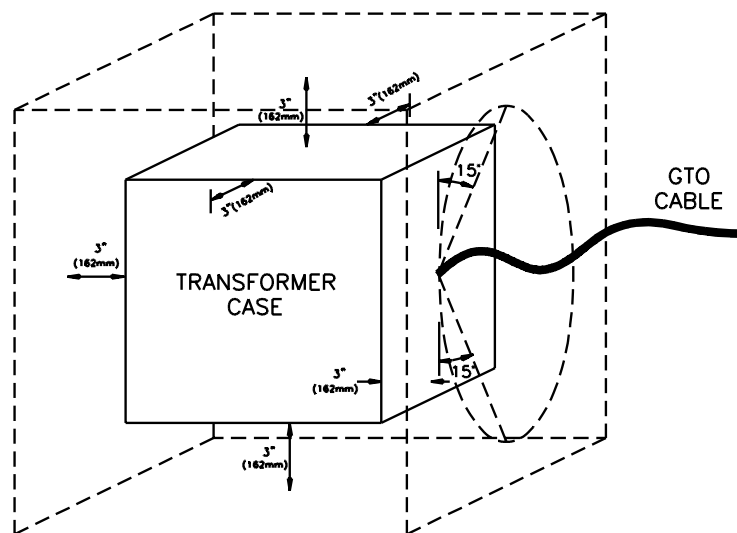 3"
(162mm)
3"(162mm)
15°
GTO
CABLE
3"(162mm)
3"
(162mm)
TRANSFORMER
CASE
3"
(162mm)
15°
3"
(162mm)